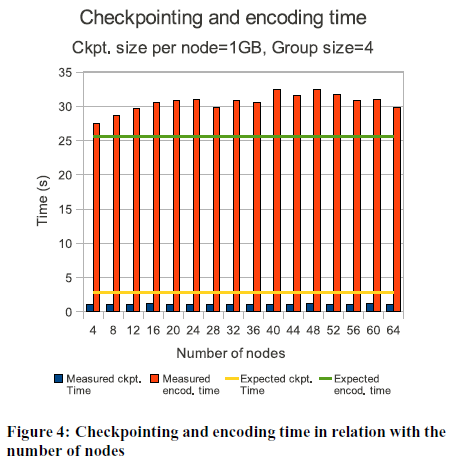 Checkpointing and encoding time
Ckpt. size per node=1GB, Group size=4
35
30
25
20
15
10
5
0
Time (s)
4 8 12 16 20 24 28 32 36 40 44 48 52 56 60 64
Number of nodes
Measured ckpt. Time
Measured encod. time
Expected ckpt. Time
Expected encod. time
Figure 4: Checkpointing and encoding time in relation with the
number of nodes